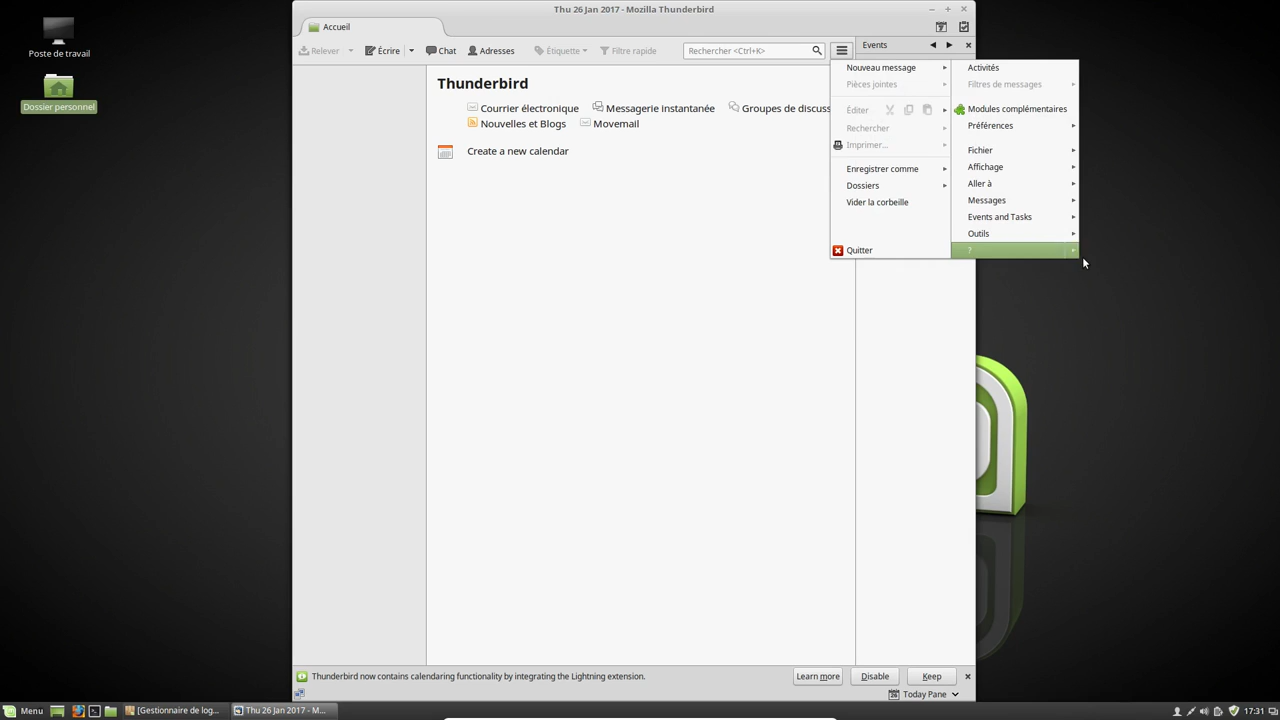 Thu 26 Jan 2017 - Mozilla Thunderbird
Poste de travail
Dossier personnel
Accueil
Relever
Écrire
Chat
Adresses
Étiquette
Filtre rapide
Rechercher <Ctrl+K>
Events
Thunderbird
Courrier électronique
Messagerie instantanée
Groupes de discuss
Nouvelles et Blogs
Movemail
Create a new calendar
Nouveau message
Pièces jointes
Éditer
Rechercher
Imprimer...
Enregistrer comme
Dossiers
Vider la corbeille
Quitter
Activités
Filtres de messages
Modules complémentaires
Préférences
Fichier
Affichage
Aller à
Messages
Events and Tasks
Outils
?
Thunderbird now contains calendaring functionality by integrating the Lightning extension.
Learn more
Disable
Keep
Today Pane
Menu
[Gestionnaire de log...
Thu 26 Jan 2017 - M...
17:31